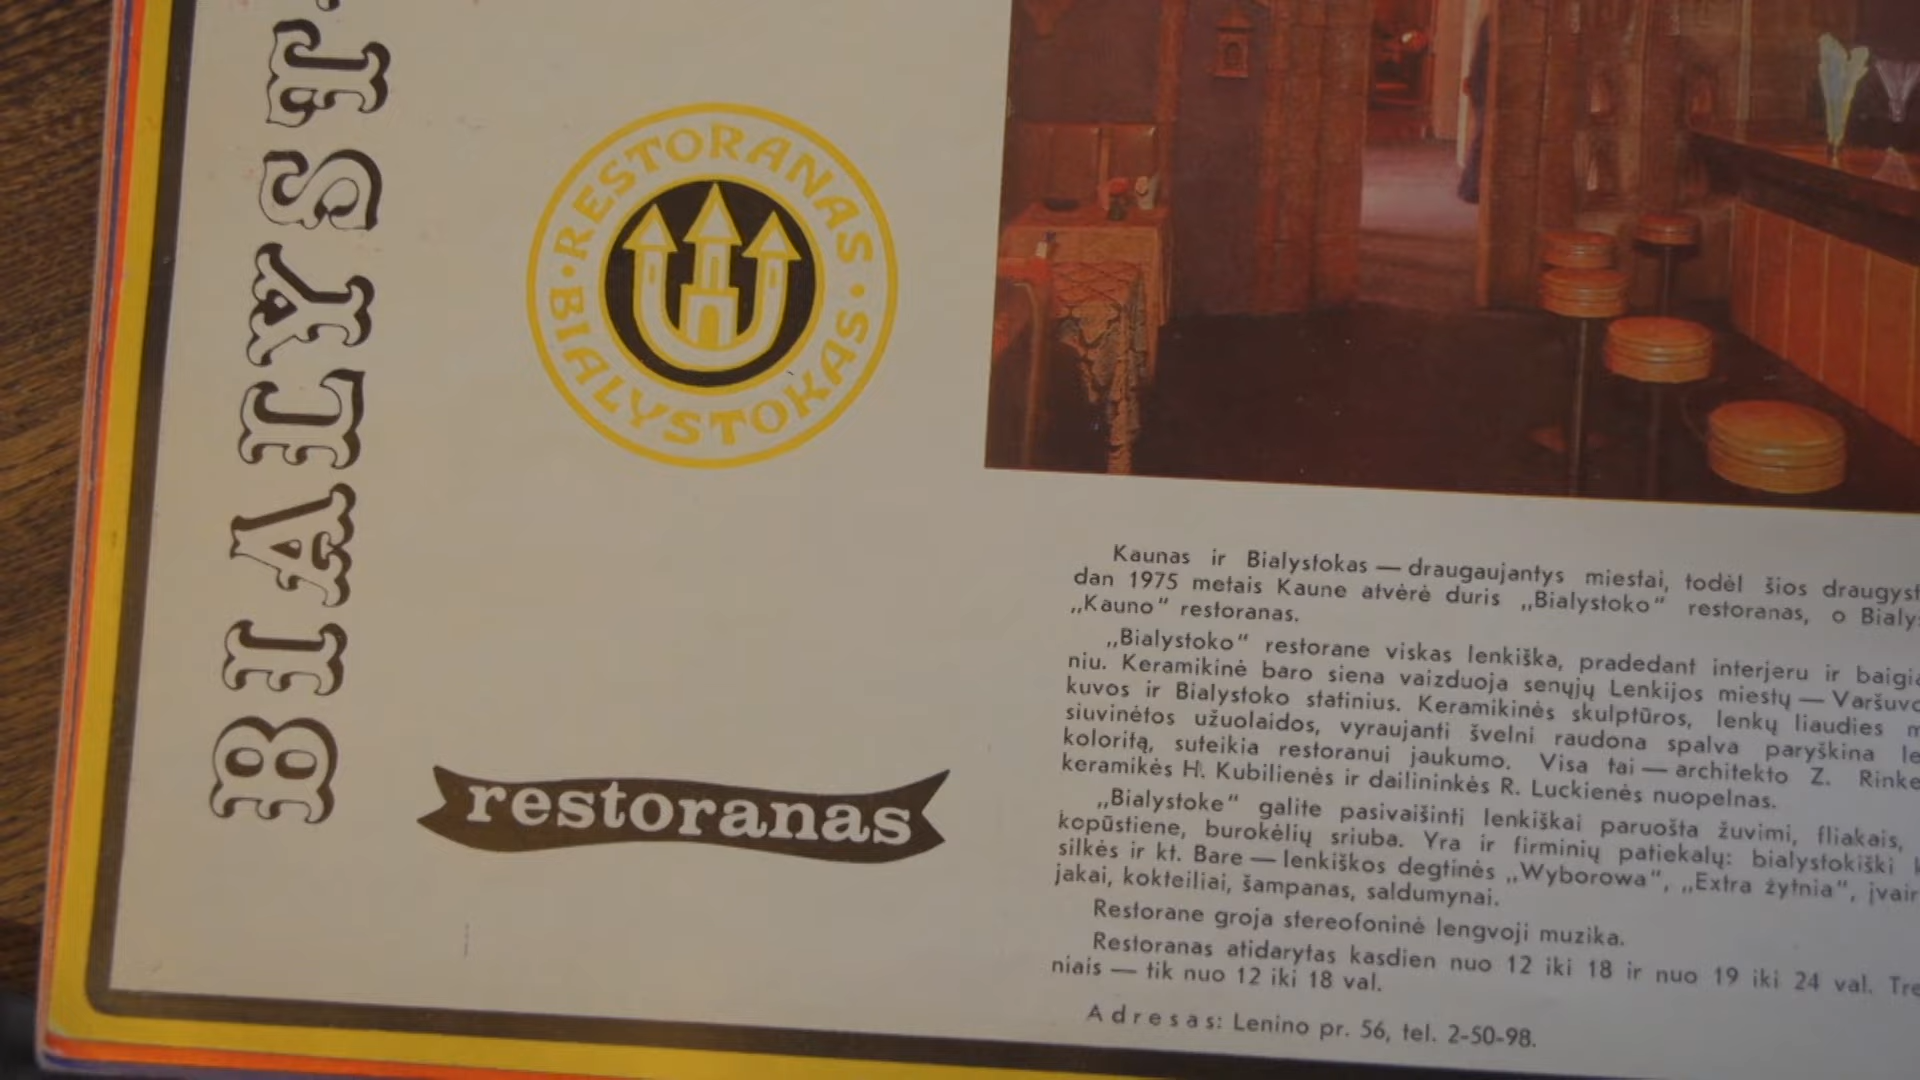 BIALYST
RESTORANAS
BIALYSTOKAS
restoranas
Kaunas ir Bialystokas — draugaujantys miestai, todėl šios
dan 1975 metais Kaune atvėrė duris „Bialystoko“ restoranas, o
„Kauno“ restoranas.
„Bialystoko“ restorane viskas lenkiška, pradedant interjeru ir
niu. Keramikinė baro siena vaizduoja senųjų Lenkijos miestų —
kuvos ir Bialystoko statinius. Keramikinės skulptūros, lenkų liaudies
siuvinėtos užuolaidos, vyraujanti švelni raudona spalva paryškina
koloritą, suteikia restoranui jaukumo. Visa tai — architekto Z.
keramikės H. Kubilienės ir dailininkės R. Luckienės nuopelnas.
„Bialystoke“ galite pasivaišinti lenkiškai paruošta žuvimi, fliakais,
kopūstiene, burokėlių sriuba. Yra ir firminių patiekalų: bialystokiški
silkės ir kt. Bare — lenkiškos degtinės „Wyborowa“, „Extra żytnia“,
jakai, kokteiliai, šampanas, saldumynai.
Restorane groja stereofoninė lengvoji muzika.
Restoranas atidarytas kasdien nuo 12 iki 18 ir nuo 19 iki 24 val.
niais — tik nuo 12 iki 18 val.
Adresas: Lenino pr. 56, tel. 2-50-98.